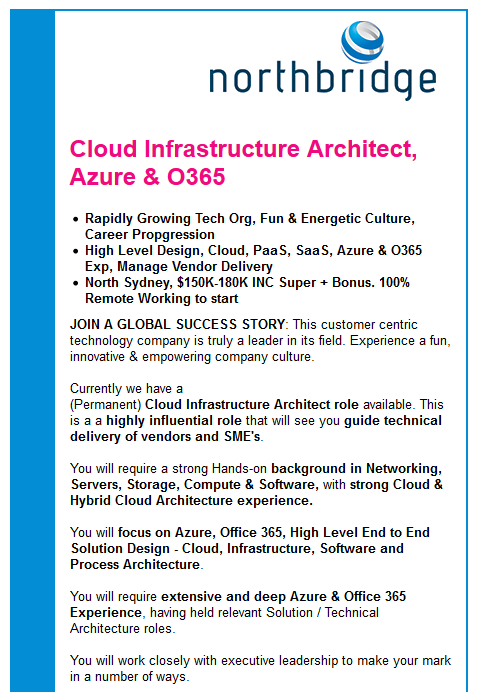 northbridge
Cloud Infrastructure Architect,
Azure & O365
• Rapidly Growing Tech Org, Fun & Energetic Culture,
Career Propgression
• High Level Design, Cloud, PaaS, SaaS, Azure & O365
Exp, Manage Vendor Delivery
• North Sydney, $150K-180K INC Super + Bonus. 100%
Remote Working to start
JOIN A GLOBAL SUCCESS STORY: This customer centric
technology company is truly a leader in its field. Experience a fun,
innovative & empowering company culture.
Currently we have a
(Permanent) Cloud Infrastructure Architect role available. This
is a a highly influential role that will see you guide technical
delivery of vendors and SME's.
You will require a strong Hands-on background in Networking,
Servers, Storage, Compute & Software, with strong Cloud &
Hybrid Cloud Architecture experience.
You will focus on Azure, Office 365, High Level End to End
Solution Design - Cloud, Infrastructure, Software and
Process Architecture.
You will require extensive and deep Azure & Office 365
Experience, having held relevant Solution / Technical
Architecture roles.
You will work closely with executive leadership to make your mark
in a number of ways.